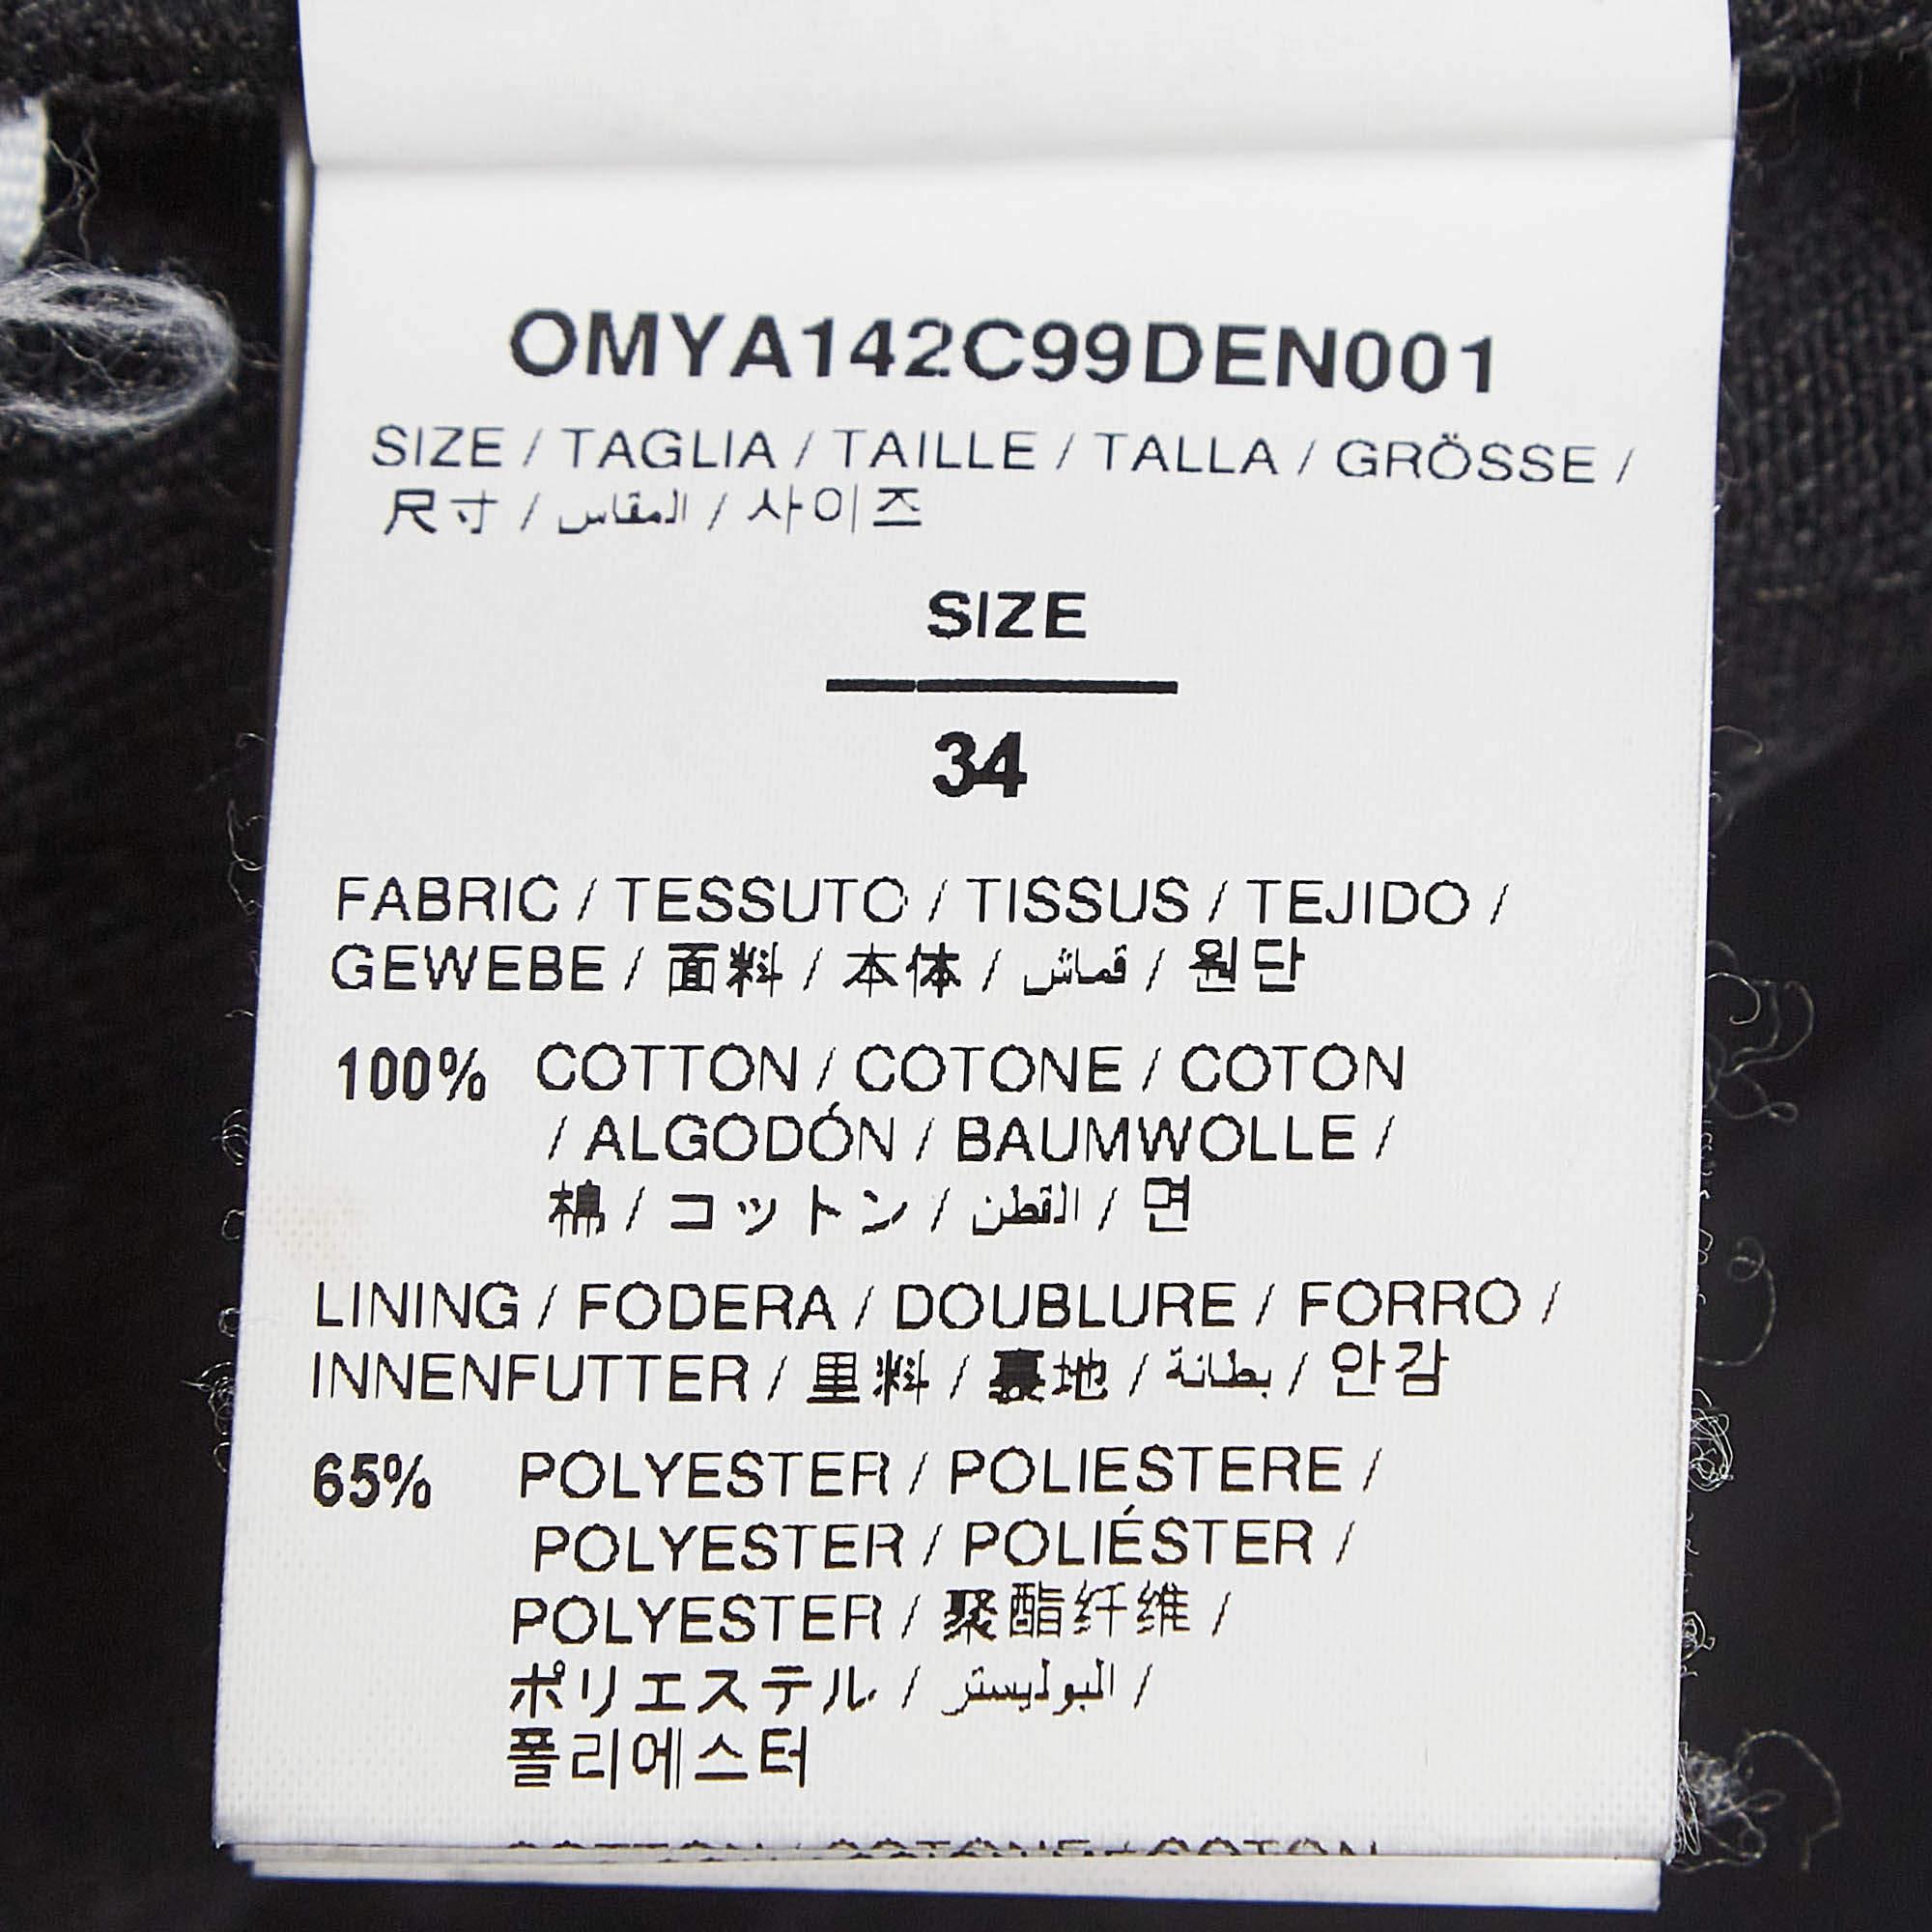 OMYA142C99DEN001
SIZE / TAGLIA / TAILLE / TALLA / GRÖSSE /
尺寸 / المقاس / 사이즈
SIZE
34
FABRIC / TESSUTO / TISSUS / TEJIDO /
GEWEBE / 面料 / 本体 / قماش / 원단
100% COTTON / COTONE / COTON
/ ALGODÓN / BAUMWOLLE /
棉 / コットン / القطن / 면
LINING / FODERA / DOUBLURE / FORRO /
INNENFUTTER / 里料 / 裏地 / بطانة / 안감
65% POLYESTER / POLIESTERE /
POLYESTER / POLIÉSTER /
POLYESTER / 聚酯纤维 /
ポリエステル / البوليستر /
폴리에스터
COTTON / COTONE / COTON